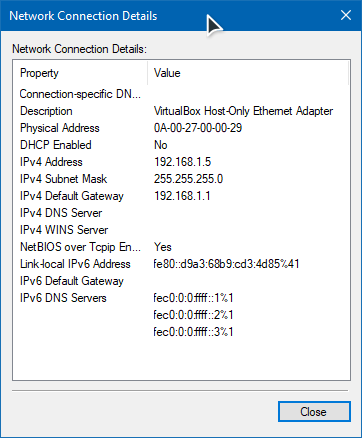 Network Connection Details
Network Connection Details:
Property Value
Connection-specific DN...
Description VirtualBox Host-Only Ethernet Adapter
Physical Address 0A-00-27-00-00-29
DHCP Enabled No
IPv4 Address 192.168.1.5
IPv4 Subnet Mask 255.255.255.0
IPv4 Default Gateway 192.168.1.1
IPv4 DNS Server
IPv4 WINS Server
NetBIOS over Tcpip En... Yes
Link-local IPv6 Address fe80::d9a3:68b9:cd3:4d85%41
IPv6 Default Gateway
IPv6 DNS Servers fec0:0:0:ffff::1%1
fec0:0:0:ffff::2%1
fec0:0:0:ffff::3%1
Close